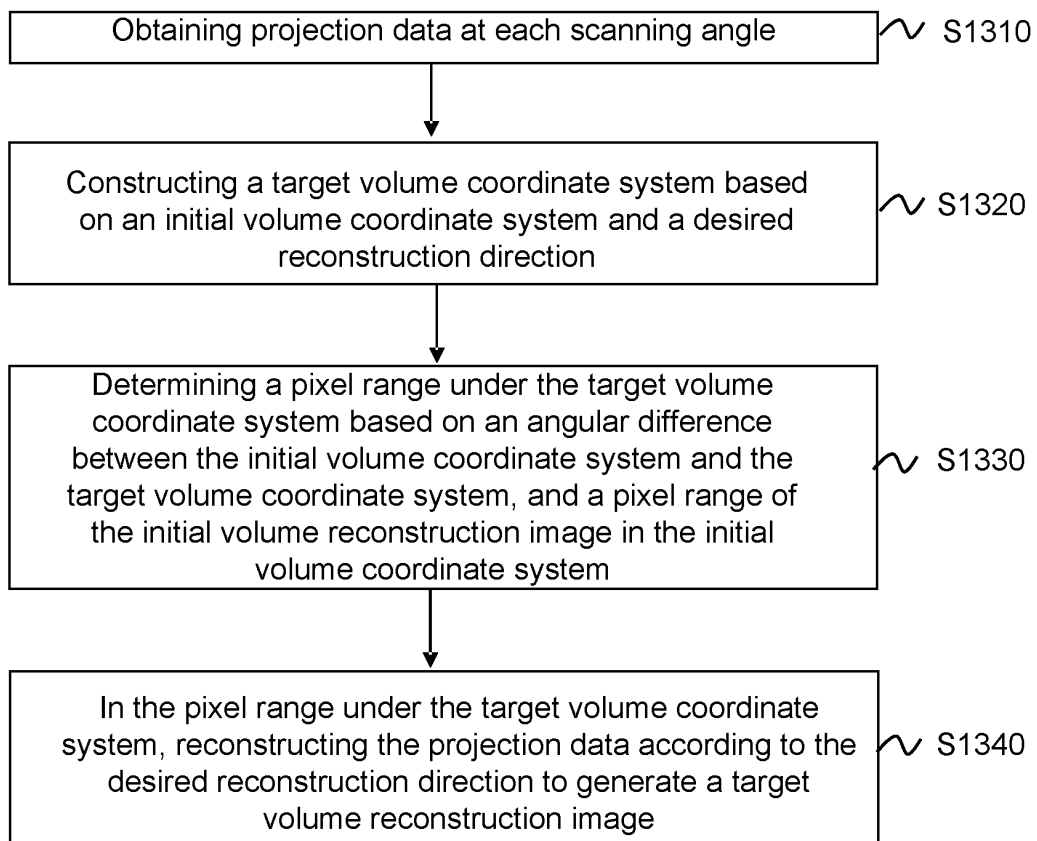 Obtaining projection data at each scanning angle
S1310
Constructing a target volume coordinate system based
on an initial volume coordinate system and a desired
reconstruction direction
S1320
Determining a pixel range under the target volume
coordinate system based on an angular difference
between the initial volume coordinate system and the
target volume coordinate system, and a pixel range of
the initial volume reconstruction image in the initial
volume coordinate system
S1330
In the pixel range under the target volume coordinate
system, reconstructing the projection data according to the
desired reconstruction direction to generate a target
volume reconstruction image
S1340